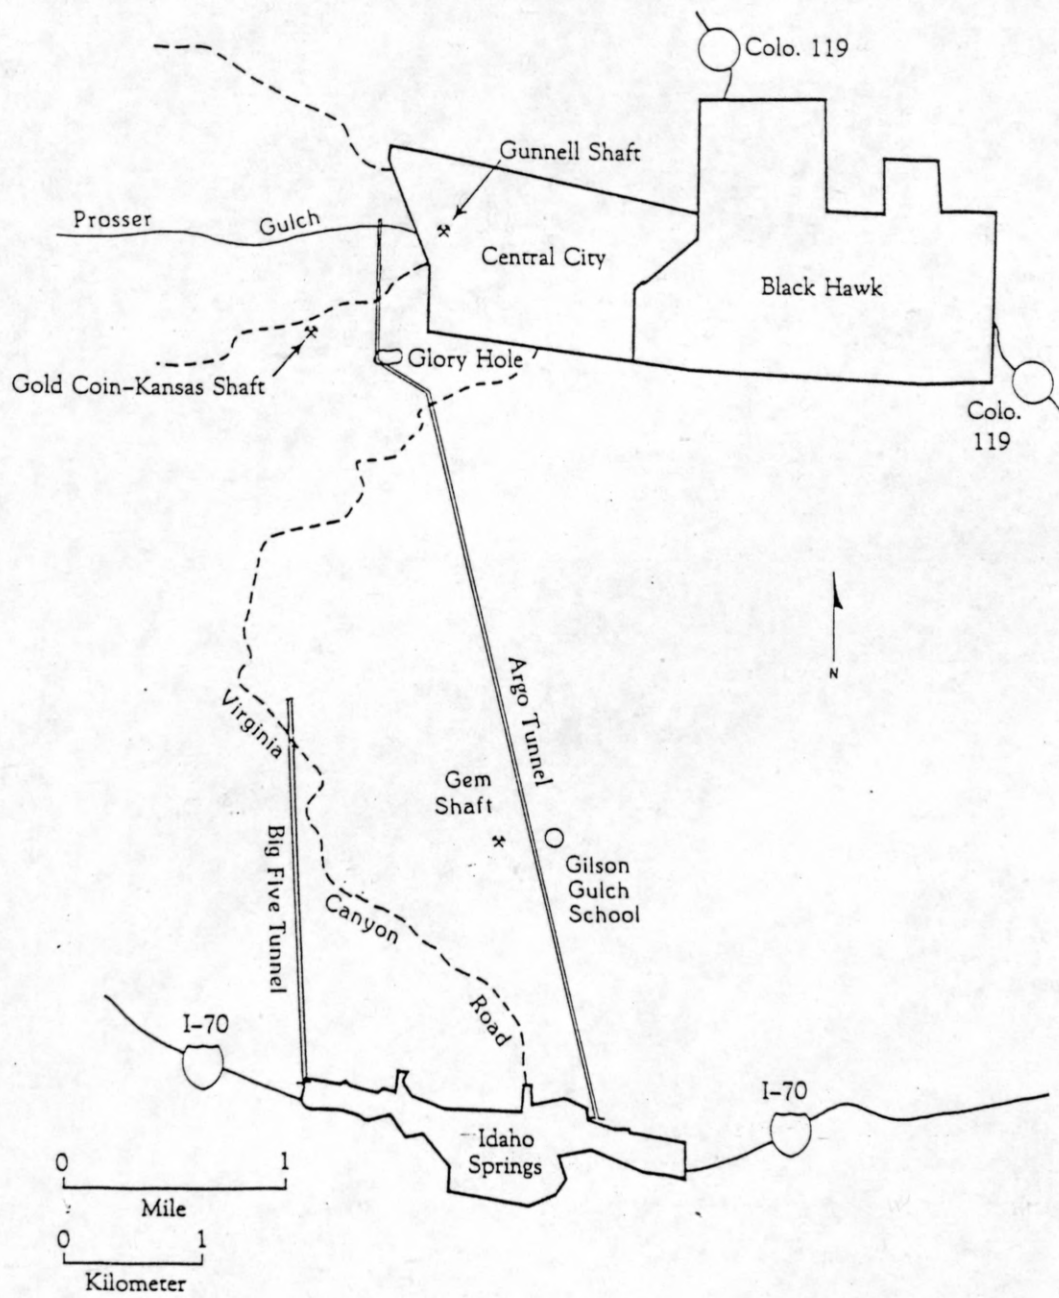 Colo. 119
Gunnell Shaft
Prosser Gulch
Central City
Black Hawk
Glory Hole
Gold Coin–Kansas Shaft
Colo.
119
N
Argo Tunnel
Virginia
Gem
Shaft
Big Five Tunnel
Gilson
Gulch
School
Canyon
Road
I–70
I–70
Idaho
Springs
0 1
Mile
0 1
Kilometer